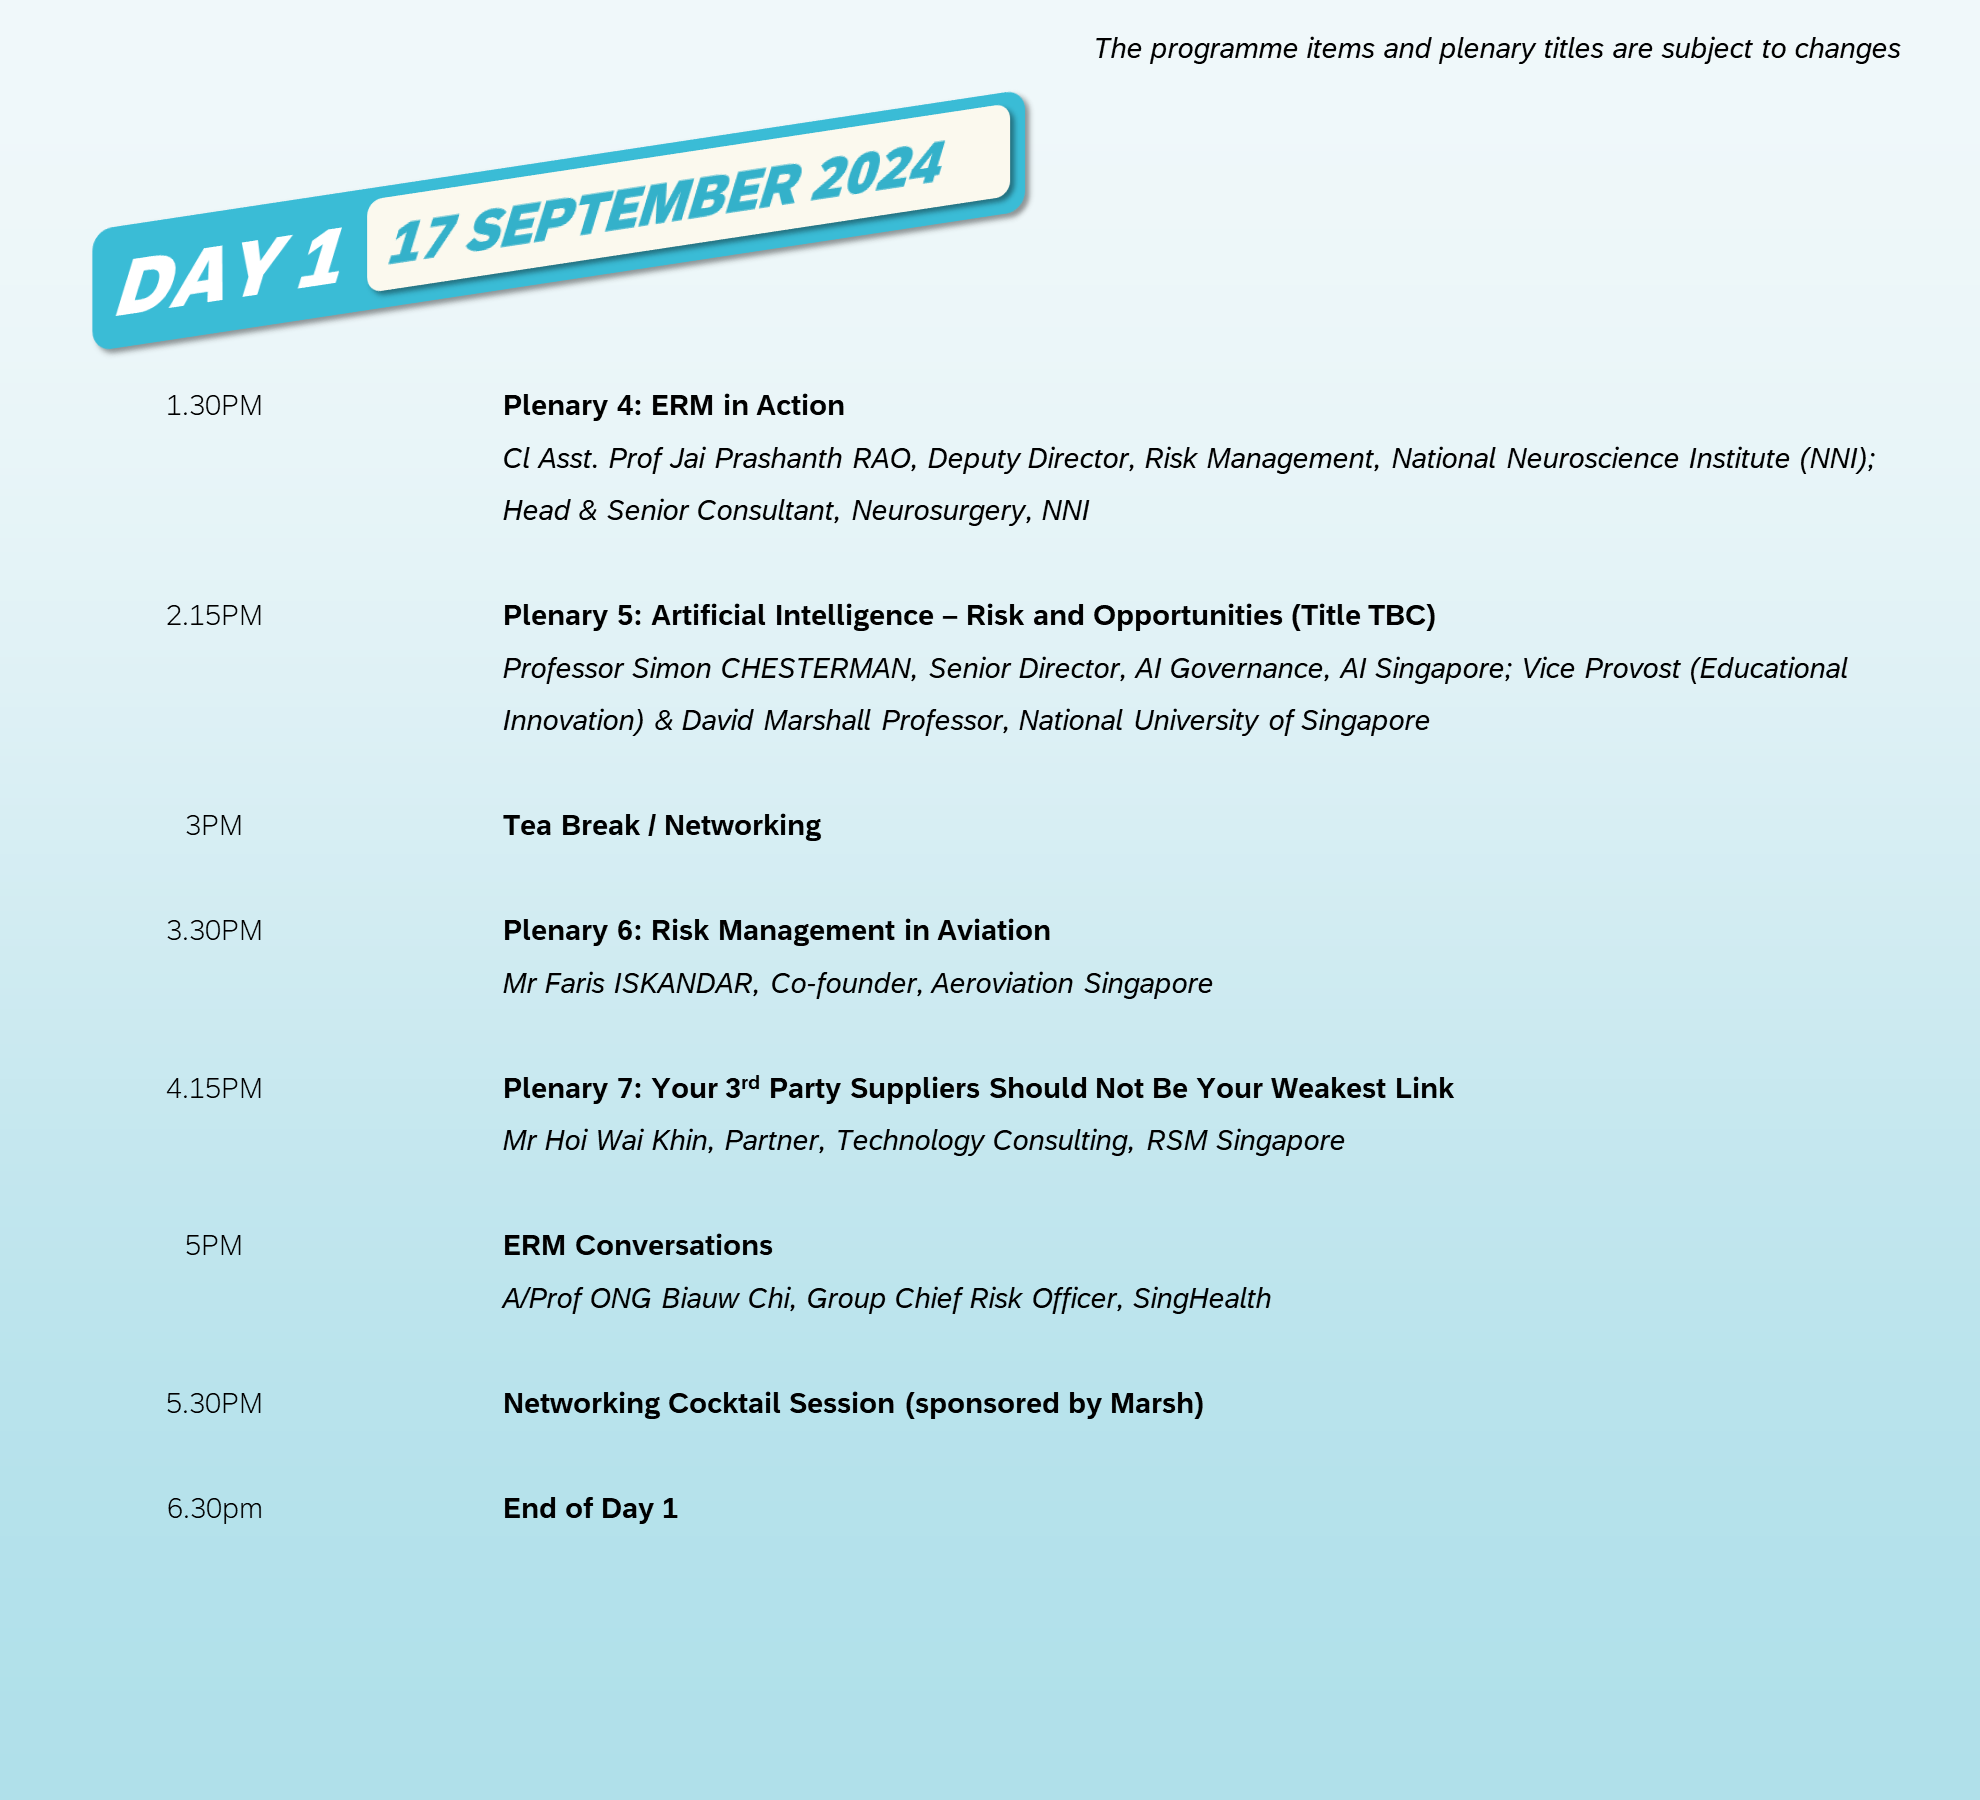 The programme items and plenary titles are subject to changes
DAY 1 17 SEPTEMBER 2024
1.30PM Plenary 4: ERM in Action
Cl Asst. Prof Jai Prashanth RAO, Deputy Director, Risk Management, National Neuroscience Institute (NNI);
Head & Senior Consultant, Neurosurgery, NNI
2.15PM Plenary 5: Artificial Intelligence – Risk and Opportunities (Title TBC)
Professor Simon CHESTERMAN, Senior Director, AI Governance, AI Singapore; Vice Provost (Educational
Innovation) & David Marshall Professor, National University of Singapore
3PM Tea Break / Networking
3.30PM Plenary 6: Risk Management in Aviation
Mr Faris ISKANDAR, Co-founder, Aeroviation Singapore
4.15PM Plenary 7: Your 3rd Party Suppliers Should Not Be Your Weakest Link
Mr Hoi Wai Khin, Partner, Technology Consulting, RSM Singapore
5PM ERM Conversations
A/Prof ONG Biauw Chi, Group Chief Risk Officer, SingHealth
5.30PM Networking Cocktail Session (sponsored by Marsh)
6.30pm End of Day 1